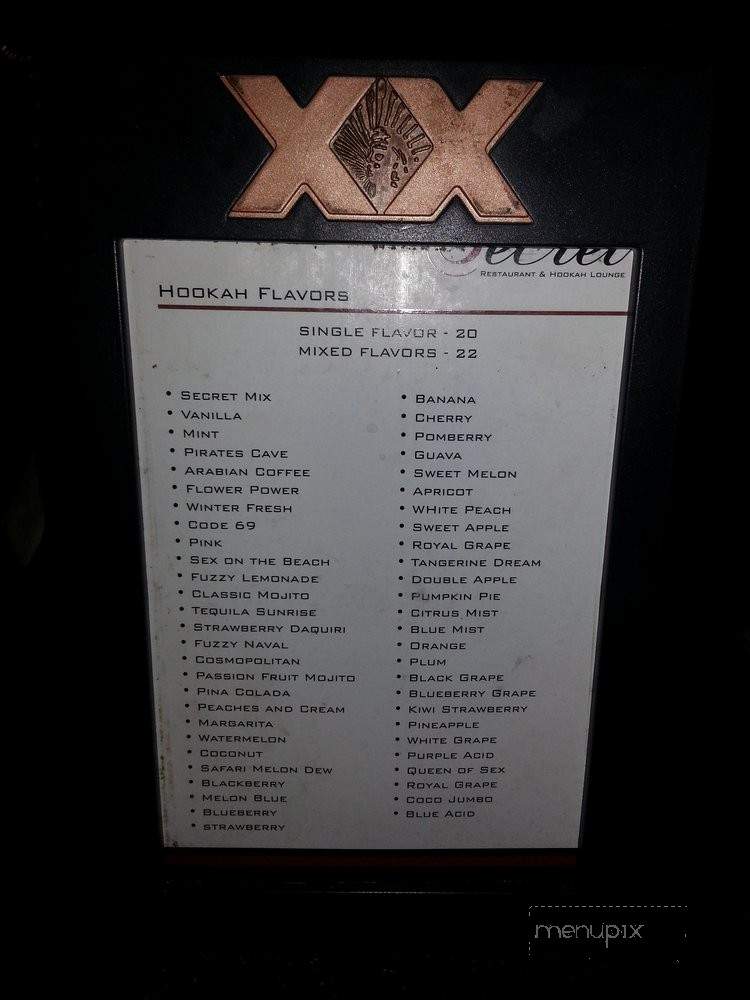 XX
Secret
Restaurant & Hookah Lounge
Hookah Flavors
SINGLE FLAVOR - 20
MIXED FLAVORS - 22
• Secret Mix
• Vanilla
• Mint
• Pirates Cave
• Arabian Coffee
• Flower Power
• Winter Fresh
• Code 69
• Pink
• Sex on the Beach
• Fuzzy Lemonade
• Classic Mojito
• Tequila Sunrise
• Strawberry Daquiri
• Fuzzy Naval
• Cosmopolitan
• Passion Fruit Mojito
• Pina Colada
• Peaches and Cream
• Margarita
• Watermelon
• Coconut
• Safari Melon Dew
• Blackberry
• Melon Blue
• Blueberry
• strawberry
• Banana
• Cherry
• Pomberry
• Guava
• Sweet Melon
• Apricot
• WHite Peach
• Sweet Apple
• Royal Grape
• Tangerine Dream
• Double Apple
• Pumpkin Pie
• Citrus Mist
• Blue Mist
• Orange
• Plum
• Black Grape
• Blueberry Grape
• Kiwi Strawberry
• Pineapple
• White Grape
• Purple Acid
• Queen of Sex
• Royal Grape
• Coco Jumbo
• Blue Acid
menupix